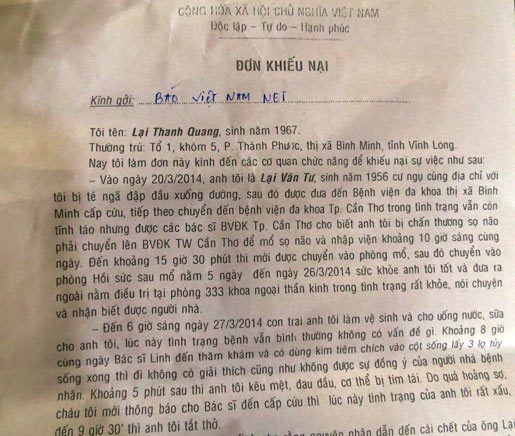 CỘNG HÒA XÃ HỘI CHỦ NGHĨA VIỆT NAM
Độc lập - Tự do - Hạnh phúc
ĐƠN KHIẾU NẠI
Kính gởi: BÁO VIỆT NAM NET
Tôi tên: Lại Thanh Quang, sinh năm 1967.
Thường trú: Tổ 1, khóm 5, P. Thành Phước, thị xã Bình Minh, tỉnh Vĩnh Long.
Nay tôi làm đơn này kính đến các cơ quan chức năng để khiếu nại sự việc như sau:
– Vào ngày 20/3/2014, anh tôi là Lại Văn Tư, sinh năm 1956 cư ngụ cùng địa chỉ với
tôi bị té ngã đập đầu xuống đường, sau đó được đưa đến Bệnh viện đa khoa thị xã Bình
Minh cấp cứu, tiếp theo chuyển đến bệnh viện đa khoa Tp. Cần Thơ trong tình trạng vẫn còn
tỉnh táo nhưng được các bác sĩ BVĐK Tp. Cần Thơ cho biết anh tôi bị chấn thương sọ não
phải chuyển lên BVĐK TW Cần Thơ để mổ sọ não và nhập viện khoảng 10 giờ sáng cùng
ngày. Đến khoảng 15 giờ 30 phút thì mới được chuyển vào phòng mổ, sau đó chuyển vào
phòng Hồi sức sau mổ nằm 5 ngày đến ngày 26/3/2014 sức khỏe anh tôi tốt và đưa ra
ngoài nằm điều trị tại phòng 333 khoa ngoại thần kinh trong tình trạng rất khỏe, nói chuyện
và nhận biết được người nhà.
– Đến 6 giờ sáng ngày 27/3/2014 con trai anh tôi làm vệ sinh và cho uống nước, sữa
cho anh tôi, lúc này tình trạng bệnh vẫn bình thường không có vấn đề gì. Khoảng 8 giờ
cùng ngày Bác sĩ Linh đến thăm khám và có dùng kim tiêm chích vào cột sống lấy 3 lọ tủy
sống xong thì đi không có giải thích cũng như không được sự đồng ý của người nhà bệnh
nhân. Khoảng 5 phút sau thì anh tôi kêu mệt, đau đầu, cơ thể bị tím tái. Do quá hoảng sợ,
cháu tôi mới thông báo cho Bác sĩ đến cấp cứu thì lúc này tình trạng của anh tôi rất xấu,
đến 9 giờ 30' thì anh tôi tắt thở.
nguyên nhân dẫn đến cái chết của ông Lại